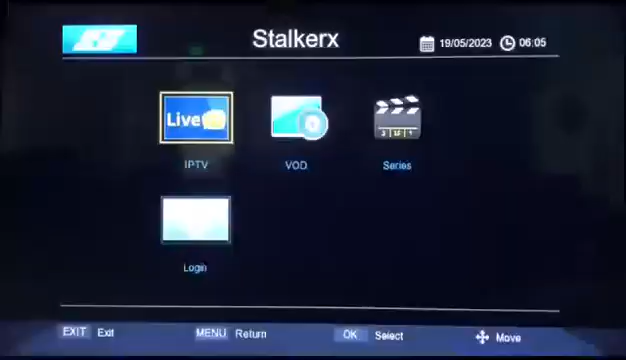 Stalkerx
19/05/2023 06:05
Live
IPTV VOD Series
Login
EXIT Exit MENU Return OK Select Move